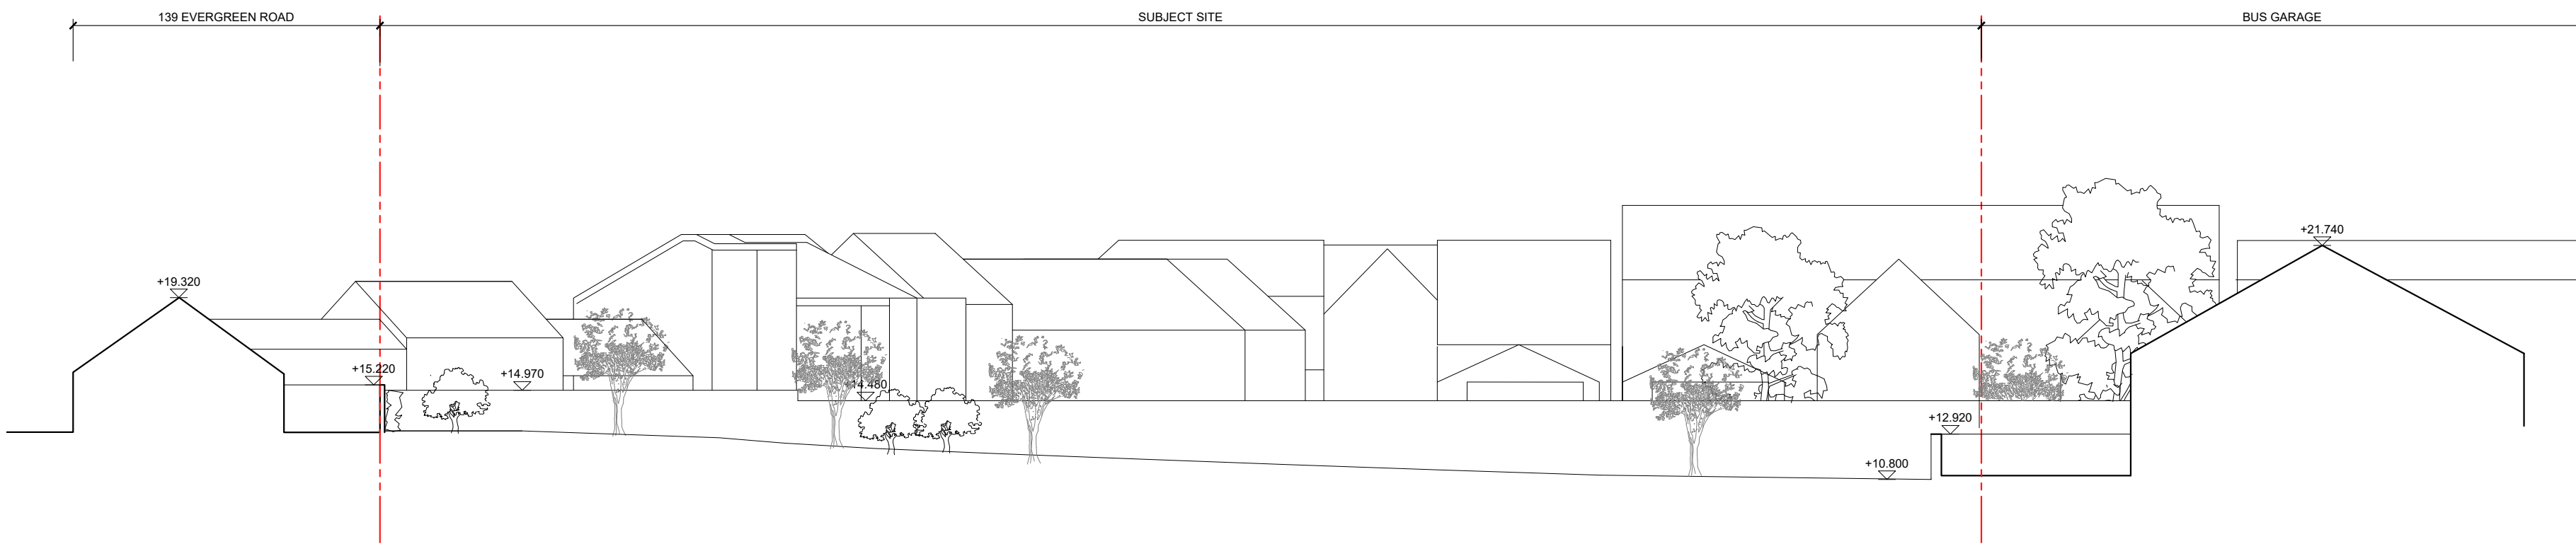 139 EVERGREEN ROAD
SUBJECT SITE
BUS GARAGE
+21.740
+19.320
+15.220
+14.970
+14.480
+12.920
+10.800